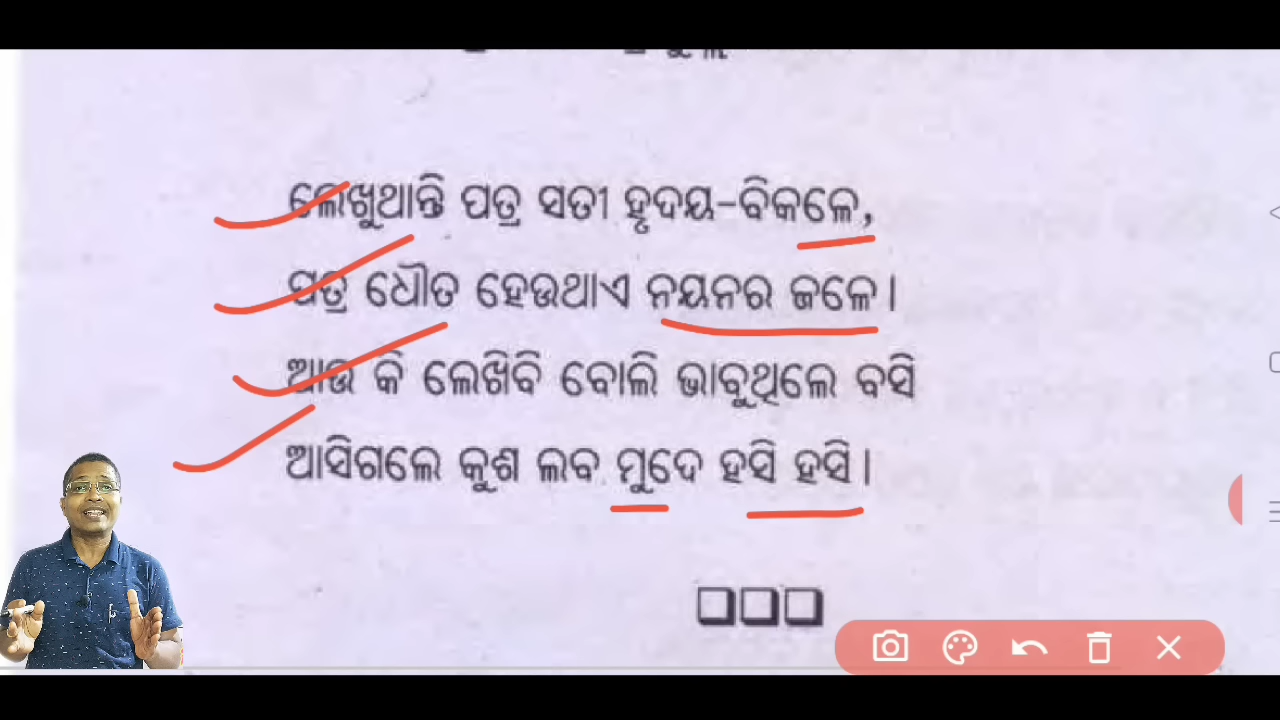 ଲେଖୁଥାନ୍ତି ପତ୍ର ସତୀ ହୃଦୟ-ବିକଳେ,
ପତ୍ର ଧୌତ ହେଉଥାଏ ନୟନର ଜଳେ।
ଆଉ କି ଲେଖିବି ବୋଲି ଭାବୁଥିଲେ ବସି
ଆସିଗଲେ କୁଶ ଲବ ମୁଦେ ହସି ହସି।